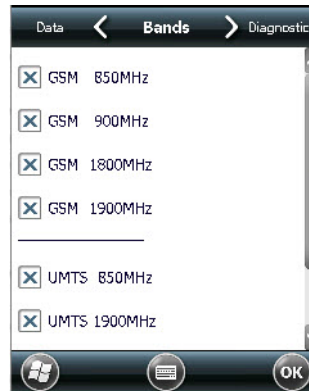 Data Bands Diagnostic
GSM 850MHz
GSM 900MHz
GSM 1800MHz
GSM 1900MHz
UMTS 850MHz
UMTS 1900MHz
OK